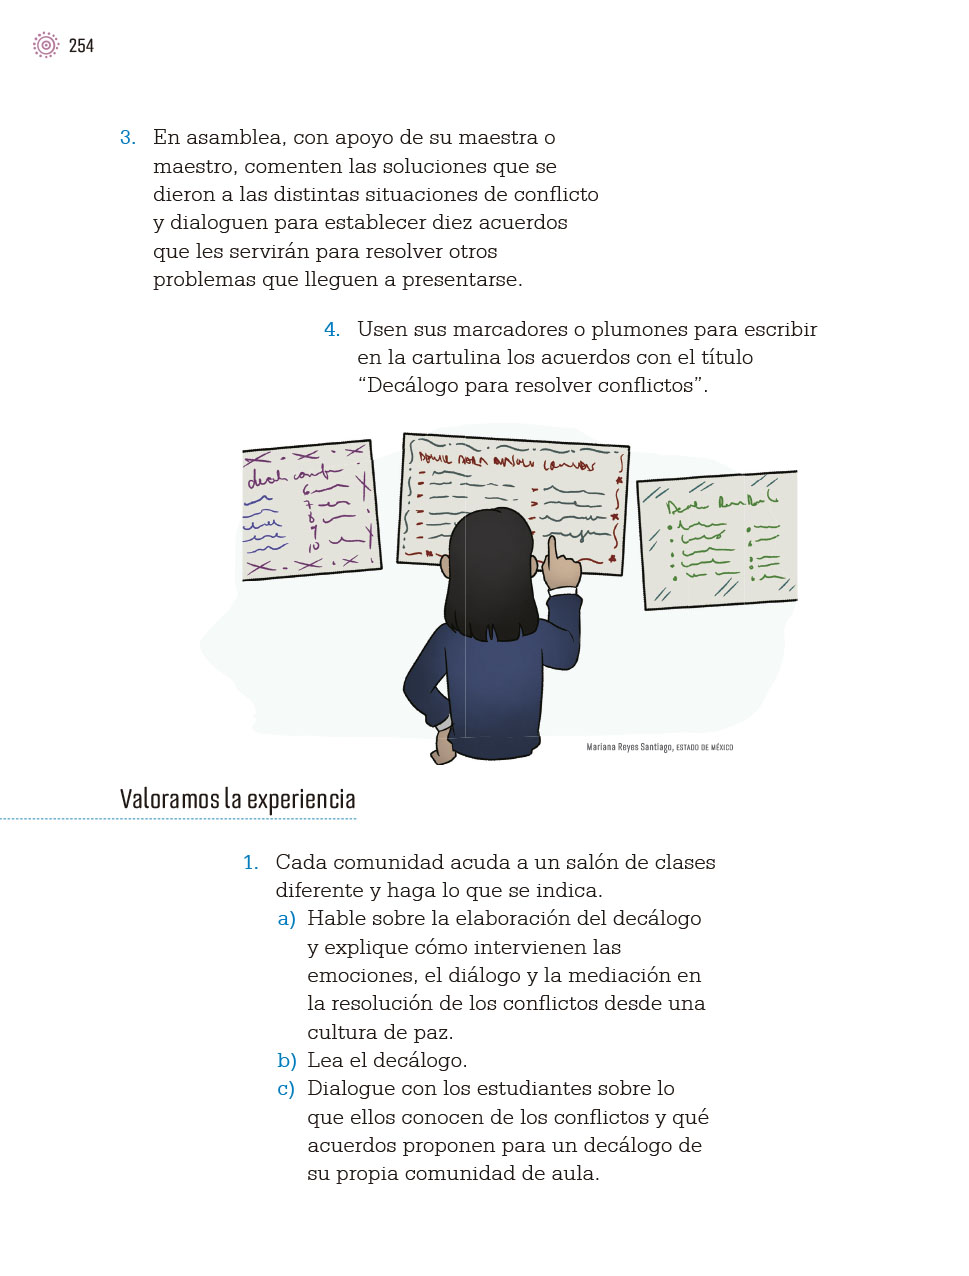 254
3. En asamblea, con apoyo de su maestra o
maestro, comenten las soluciones que se
dieron a las distintas situaciones de conflicto
y dialoguen para establecer diez acuerdos
que les servirán para resolver otros
problemas que lleguen a presentarse.
4. Usen sus marcadores o plumones para escribir
en la cartulina los acuerdos con el título
“Decálogo para resolver conflictos”.
6
7
8
9
10
Mariana Reyes Santiago, ESTADO DE MÉXICO
Valoramos la experiencia
1. Cada comunidad acuda a un salón de clases
diferente y haga lo que se indica.
a) Hable sobre la elaboración del decálogo
y explique cómo intervienen las
emociones, el diálogo y la mediación en
la resolución de los conflictos desde una
cultura de paz.
b) Lea el decálogo.
c) Dialogue con los estudiantes sobre lo
que ellos conocen de los conflictos y qué
acuerdos proponen para un decálogo de
su propia comunidad de aula.